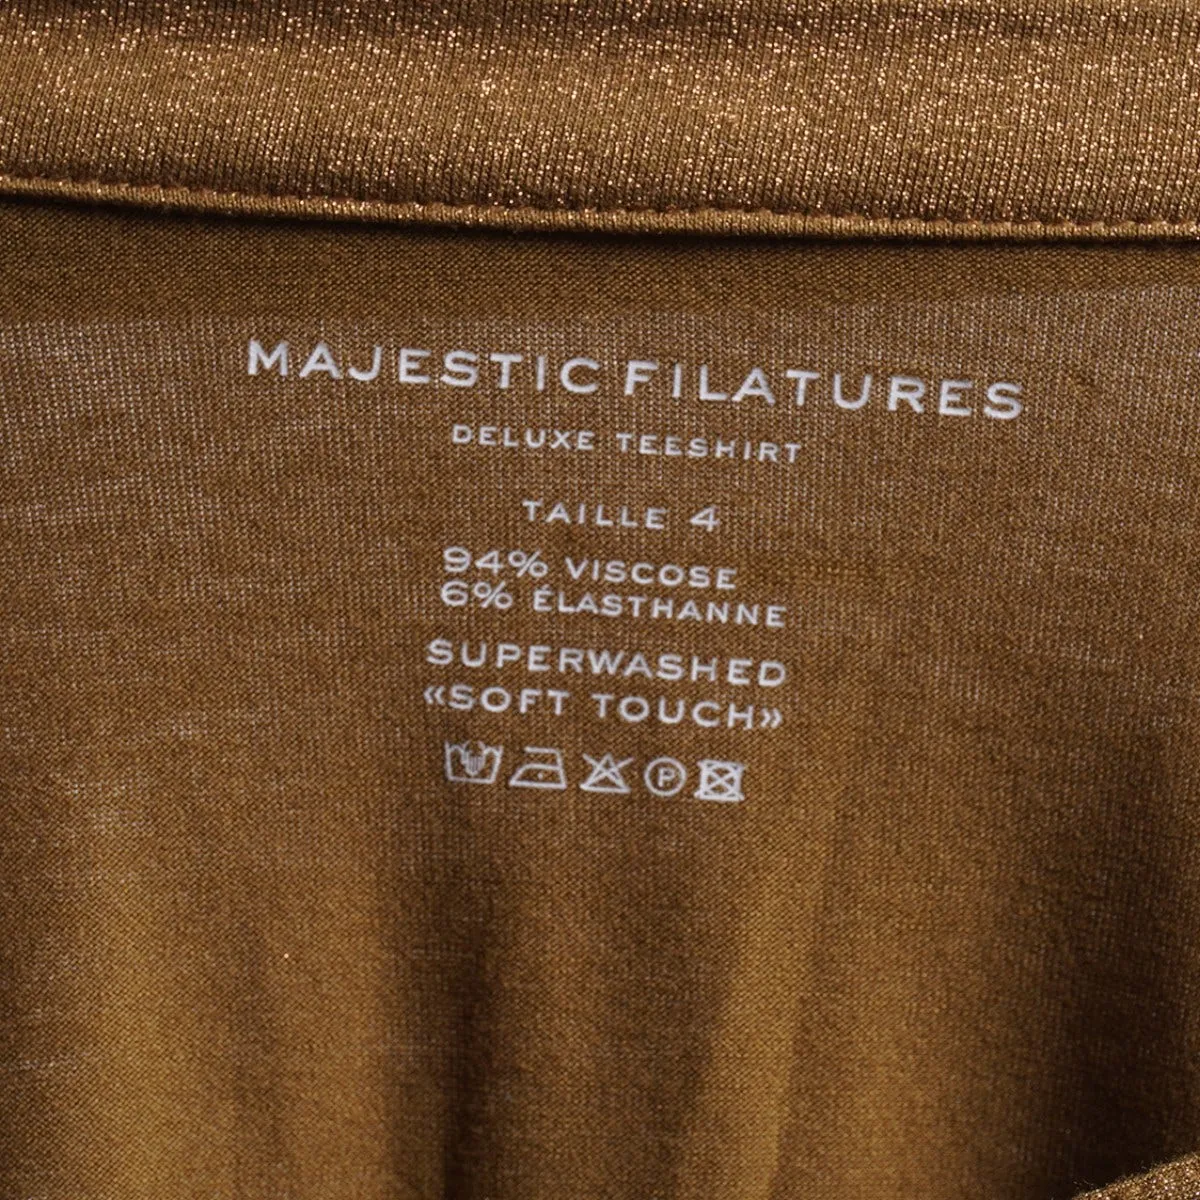 MAJESTIC FILATURES
DELUXE TEESHIRT
TAILLE 4
94% VISCOSE
6% ÉLASTHANNE
SUPERWASHED
«SOFT TOUCH»
P